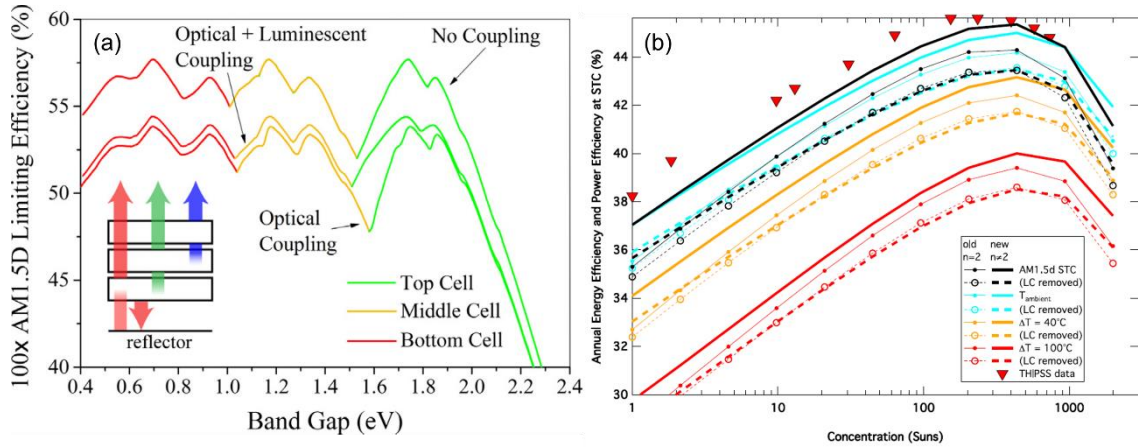 (a)
100x AM1.5D Limiting Efficiency (%)
60
55
50
45
40
Optical + Luminescent
Coupling
No Coupling
Optical
Coupling
reflector
Top Cell
Middle Cell
Bottom Cell
0.4 0.6 0.8 1.0 1.2 1.4 1.6 1.8 2.0 2.2 2.4
Band Gap (eV)
(b)
Annual Energy Efficiency and Power Efficiency at STC (%)
44
42
40
38
36
34
32
30
old new
n=2 n≠2
AM1.5d STC
(LC removed)
Tambient
(LC removed)
ΔT = 40°C
(LC removed)
ΔT = 100°C
(LC removed)
THIPSS data
1 10 100 1000
Concentration (Suns)